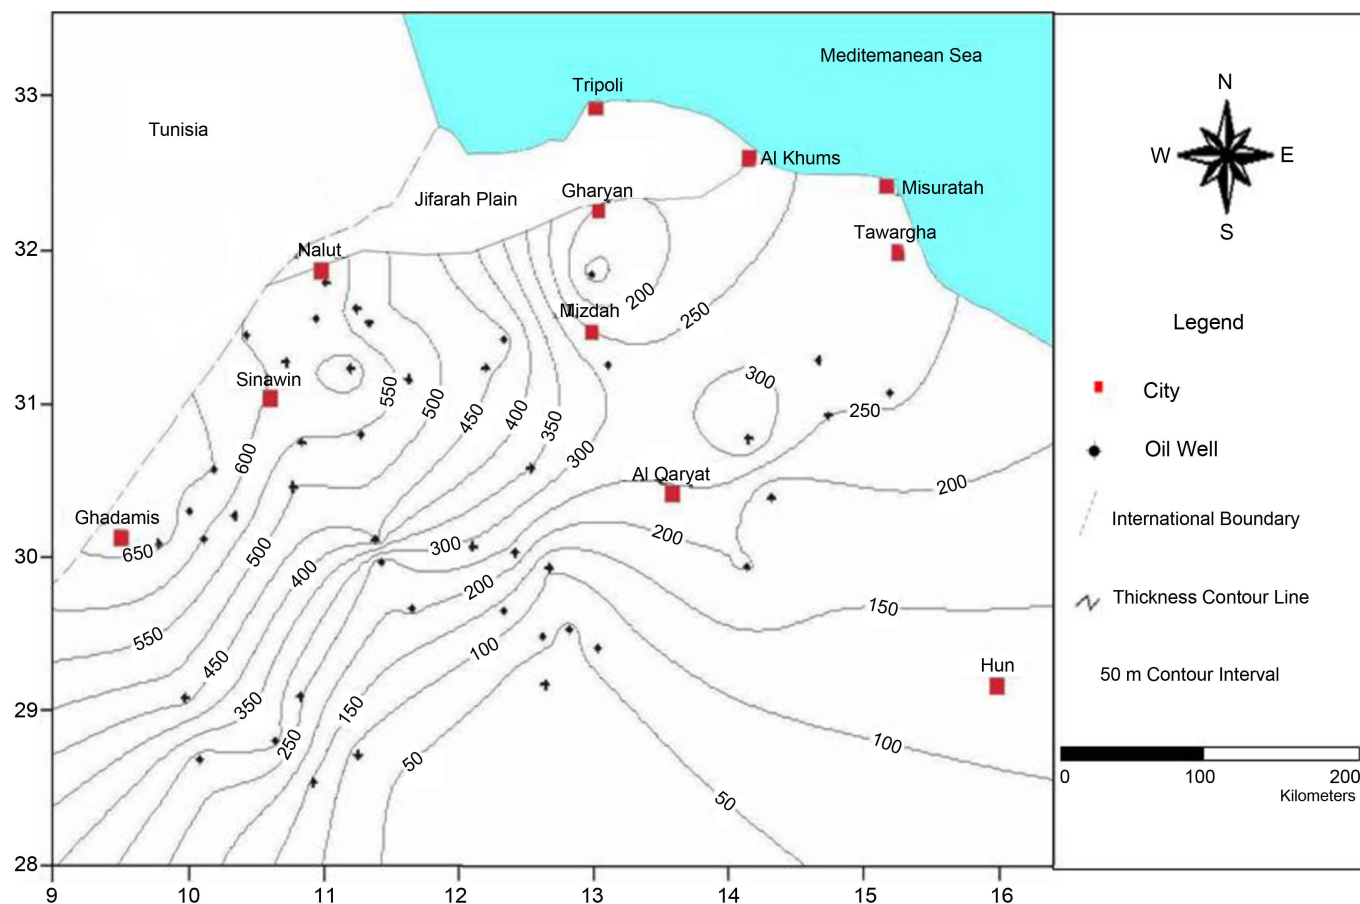 Meditemanean Sea
Tripoli
33
Tunisia
Al Khums
Misuratah
Jifarah Plain
Gharyan
Tawargha
32
Nalut
200
250
Mizdah
Sinawin
300
550
500
450
400
350
31
250
600
300
Al Qaryat
200
Ghadamis
650
500
300
200
30
400
200
150
550
450
100
Hun
350
150
29
250
100
50
50
28
9
10
11
12
13
14
15
16
N
W
E
S
Legend
City
Oil Well
International Boundary
Thickness Contour Line
50 m Contour Interval
0
100
200
Kilometers